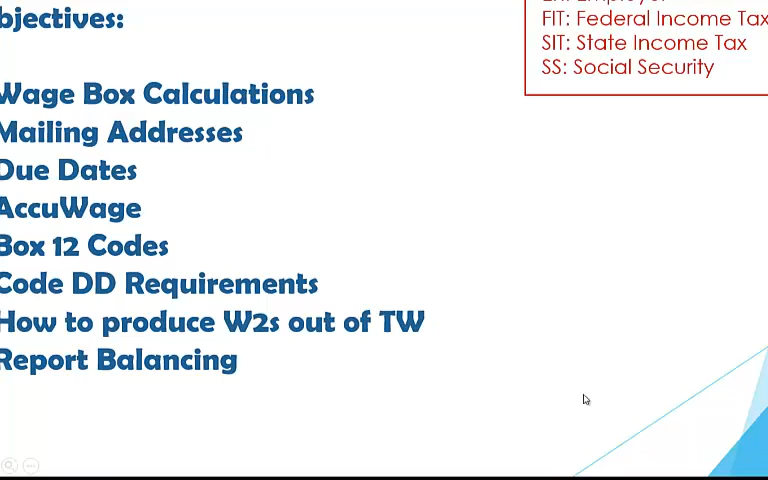 bjectives:
Wage Box Calculations
Mailing Addresses
Due Dates
AccuWage
Box 12 Codes
Code DD Requirements
How to produce W2s out of TW
Report Balancing
FIT: Federal Income Tax
SIT: State Income Tax
SS: Social Security